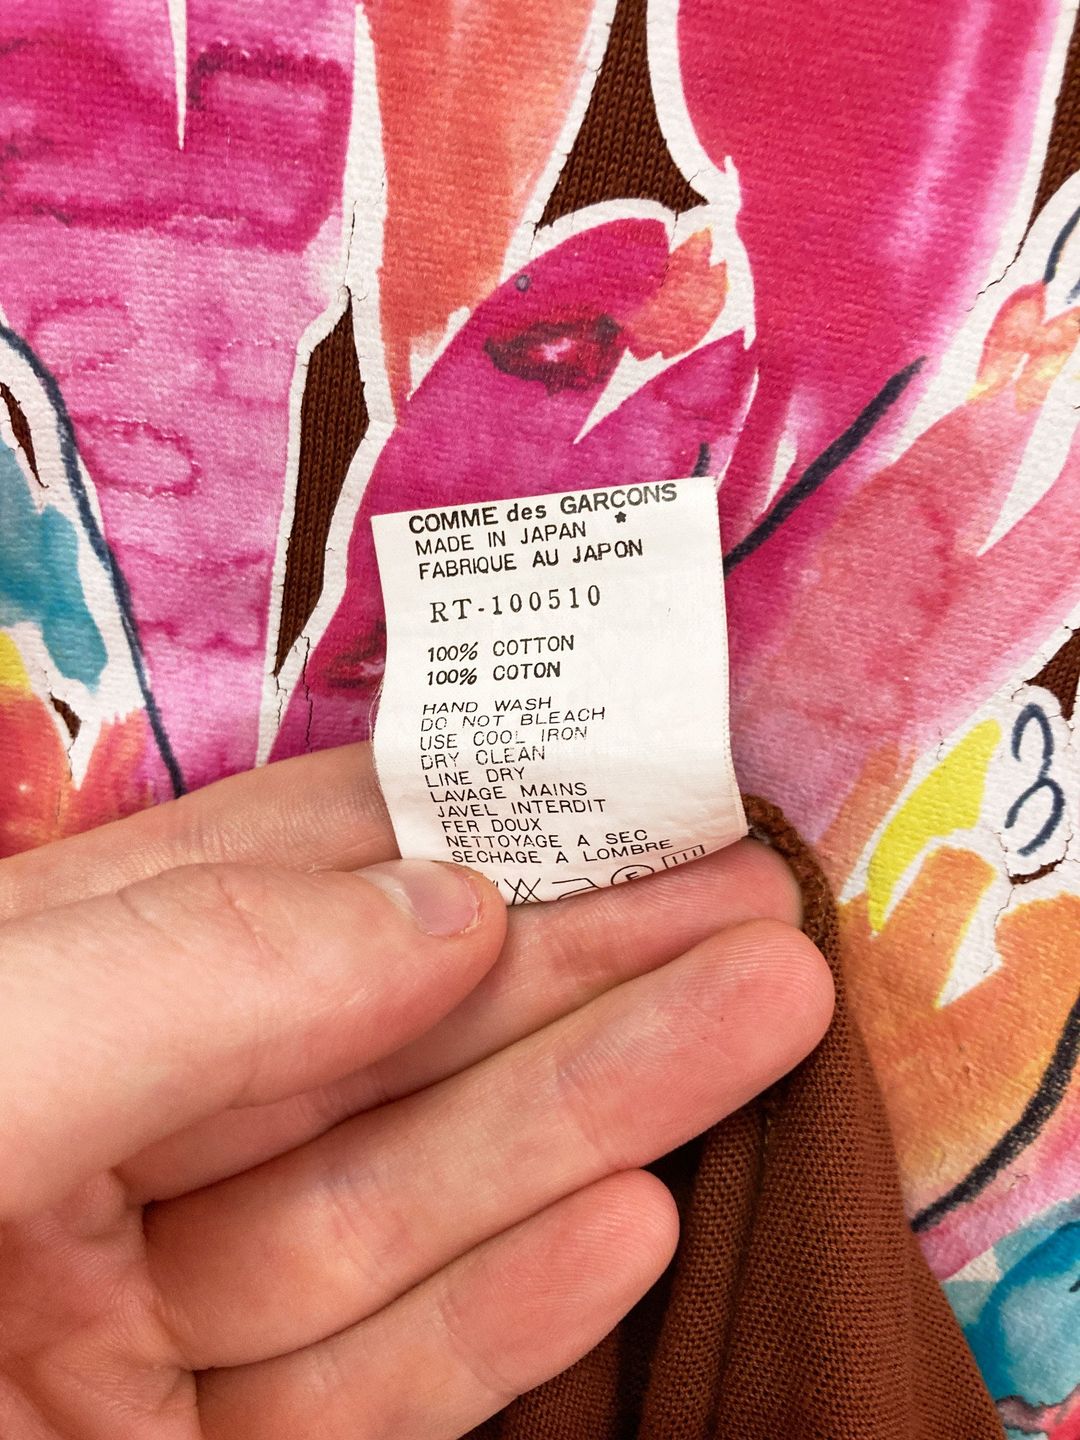 COMME des GARCONS
MADE IN JAPAN *
FABRIQUE AU JAPON
RT-100510
100% COTTON
100% COTON
HAND WASH
DO NOT BLEACH
USE COOL IRON
DRY CLEAN
LINE DRY
LAVAGE MAINS
JAVEL INTERDIT
FER DOUX
NETTOYAGE A SEC
SECHAGE A LOMBRE
F